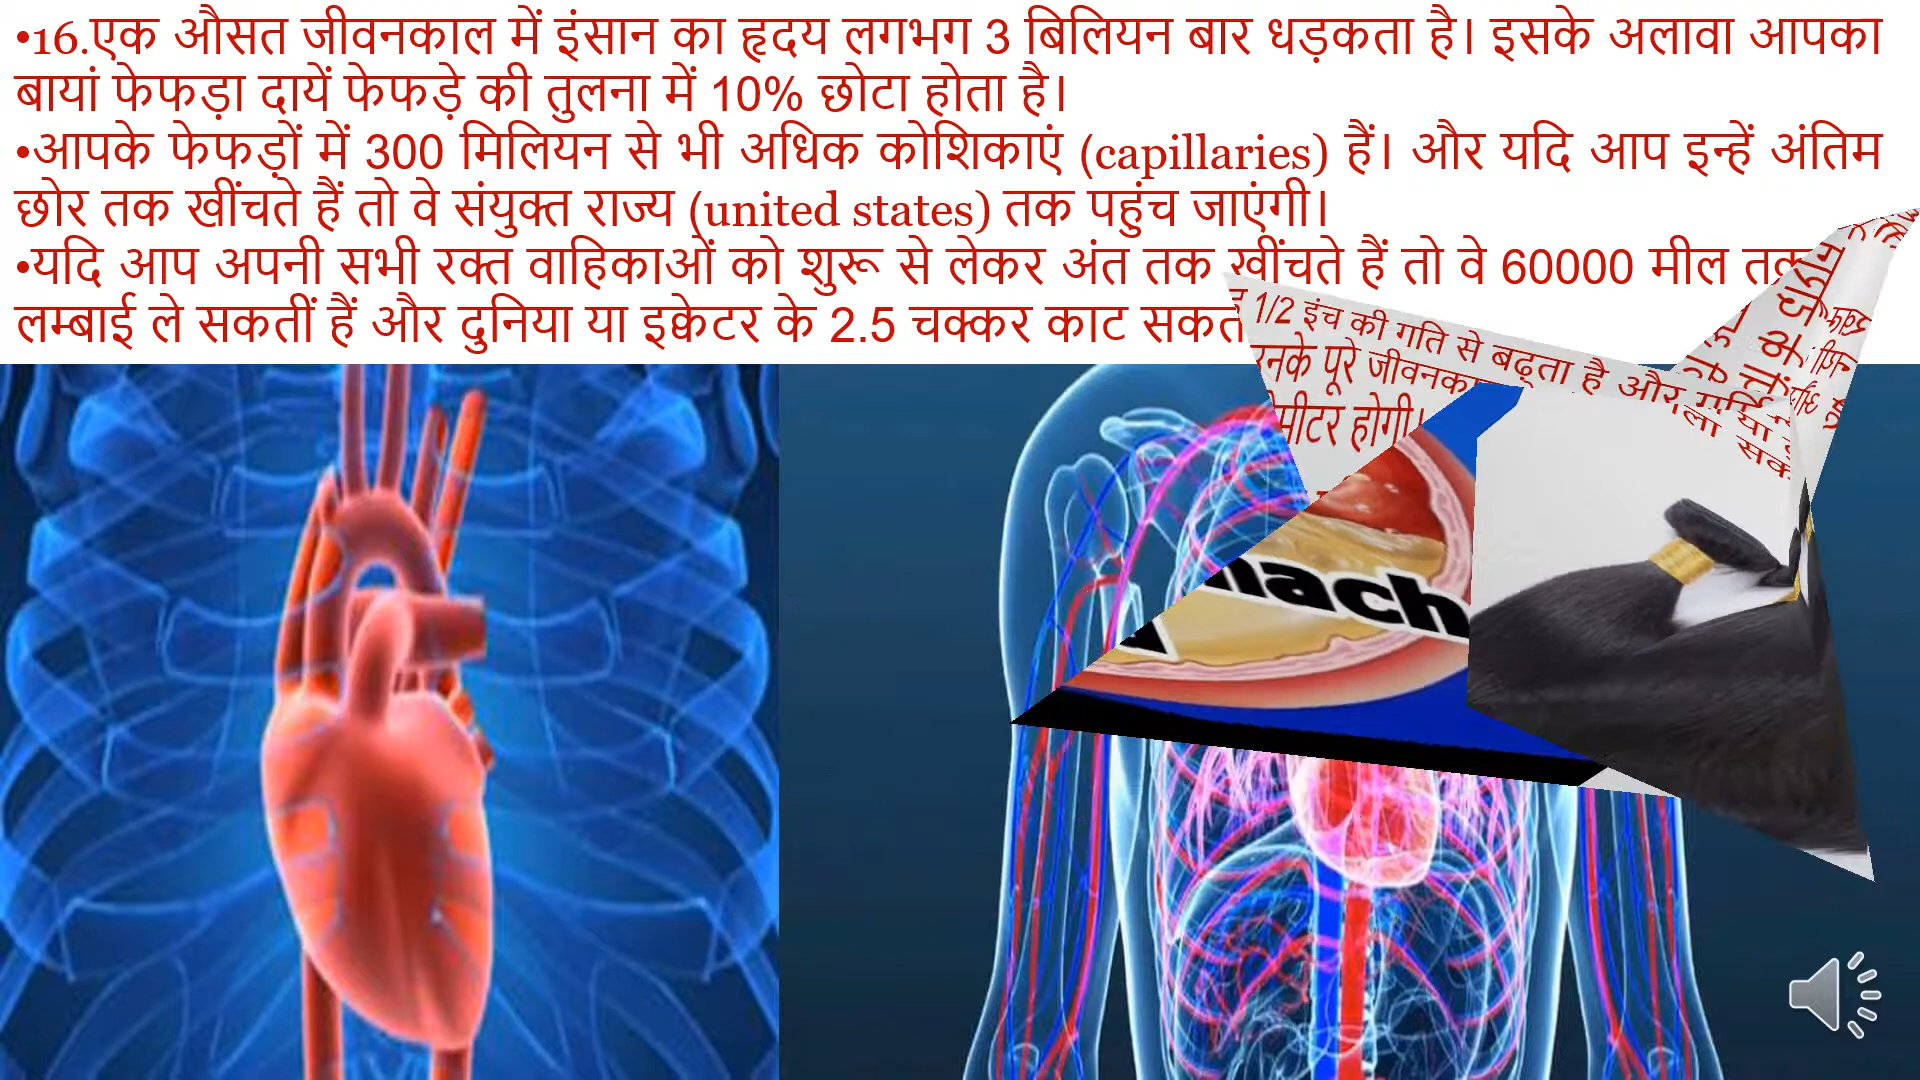 •16.एक औसत जीवनकाल में इंसान का हृदय लगभग 3 बिलियन बार धड़कता है। इसके अलावा आपका
बायां फेफड़ा दायें फेफड़े की तुलना में 10% छोटा होता है।
•आपके फेफड़ों में 300 मिलियन से भी अधिक कोशिकाएं (capillaries) हैं। और यदि आप इन्हें अंतिम
छोर तक खींचते हैं तो वे संयुक्त राज्य (united states) तक पहुंच जाएंगी।
•यदि आप अपनी सभी रक्त वाहिकाओं को शुरू से लेकर अंत तक खींचते हैं तो वे 60000 मील तक
लम्बाई ले सकतीं हैं और दुनिया या इक्वेटर के 2.5 चक्कर काट
1/2 इंच की गति से बढ़ता है और
पूरे
होगी।